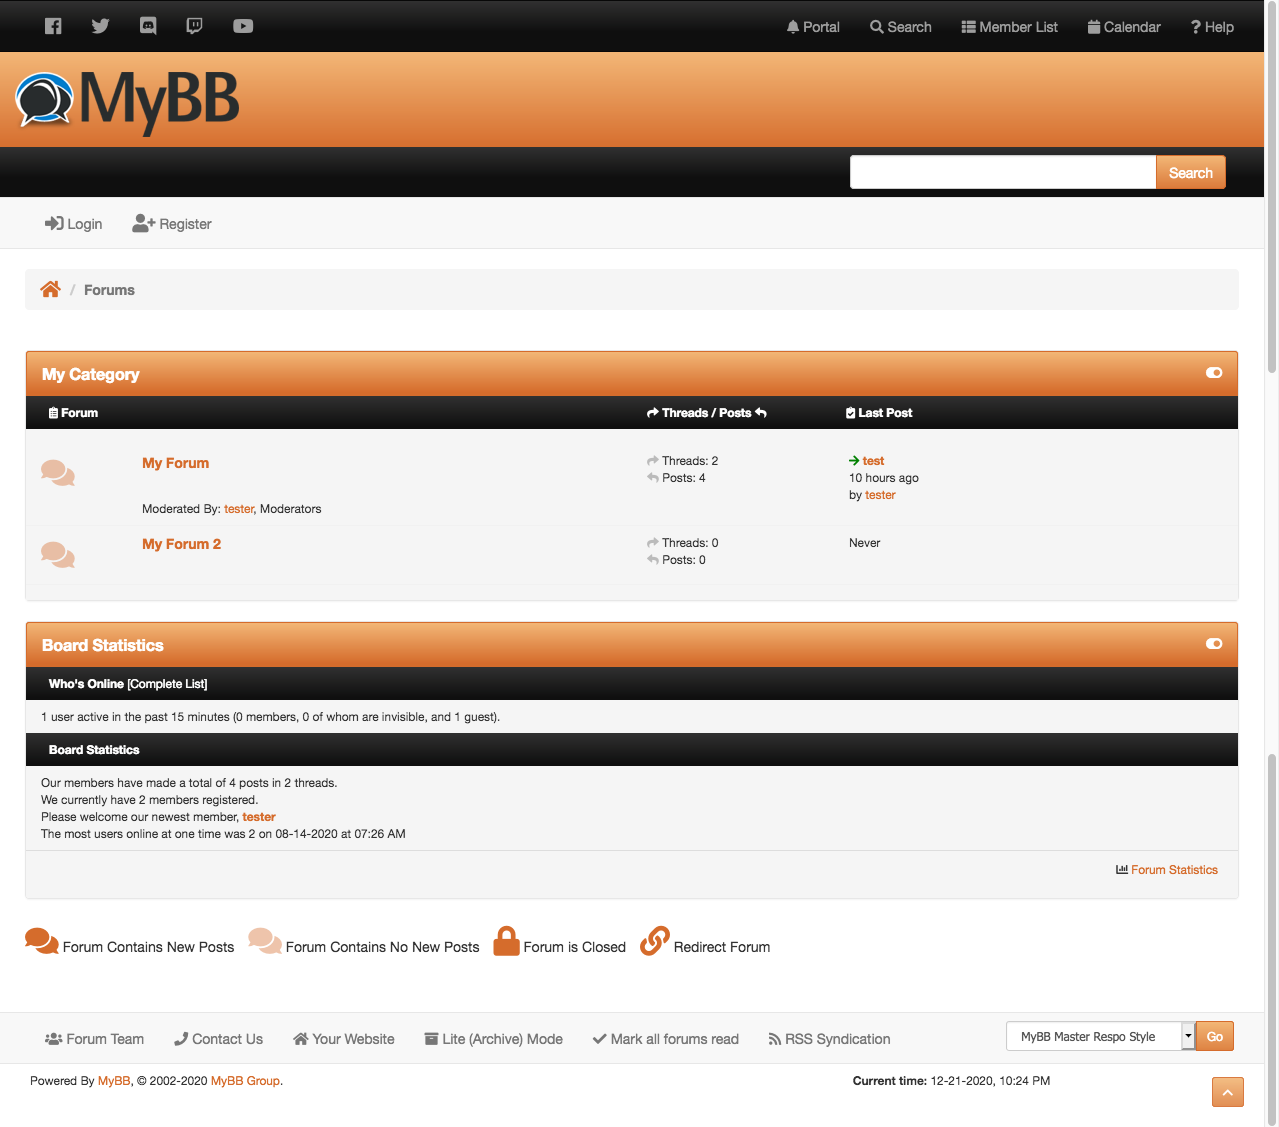 Portal Search Member List Calendar Help
MyBB
Search
Login Register
/ Forums
My Category
Forum Threads / Posts Last Post
My Forum Threads: 2 test
Posts: 4 10 hours ago
by tester
Moderated By: tester, Moderators
My Forum 2 Threads: 0 Never
Posts: 0
Board Statistics
Who's Online [Complete List]
1 user active in the past 15 minutes (0 members, 0 of whom are invisible, and 1 guest).
Board Statistics
Our members have made a total of 4 posts in 2 threads.
We currently have 2 members registered.
Please welcome our newest member, tester
The most users online at one time was 2 on 08-14-2020 at 07:26 AM
Forum Statistics
Forum Contains New Posts Forum Contains No New Posts Forum is Closed Redirect Forum
Forum Team Contact Us Your Website Lite (Archive) Mode Mark all forums read RSS Syndication MyBB Master Respo Style Go
Powered By MyBB, © 2002-2020 MyBB Group. Current time: 12-21-2020, 10:24 PM